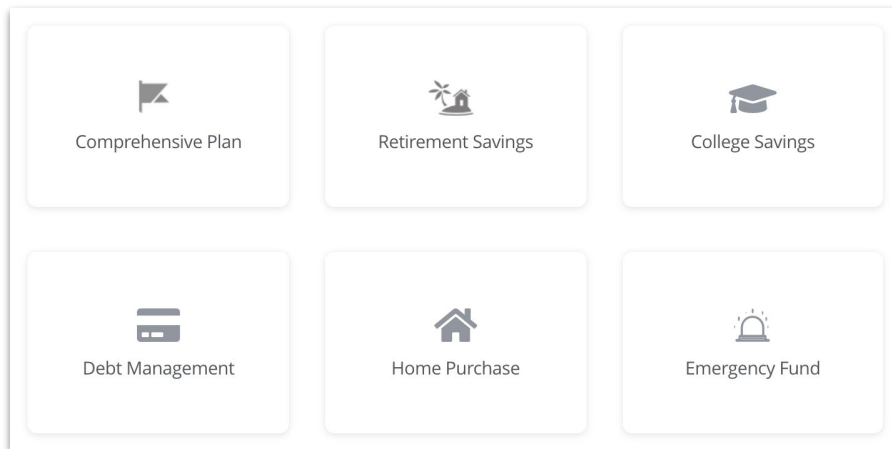 Comprehensive Plan
Retirement Savings
College Savings
Debt Management
Home Purchase
Emergency Fund